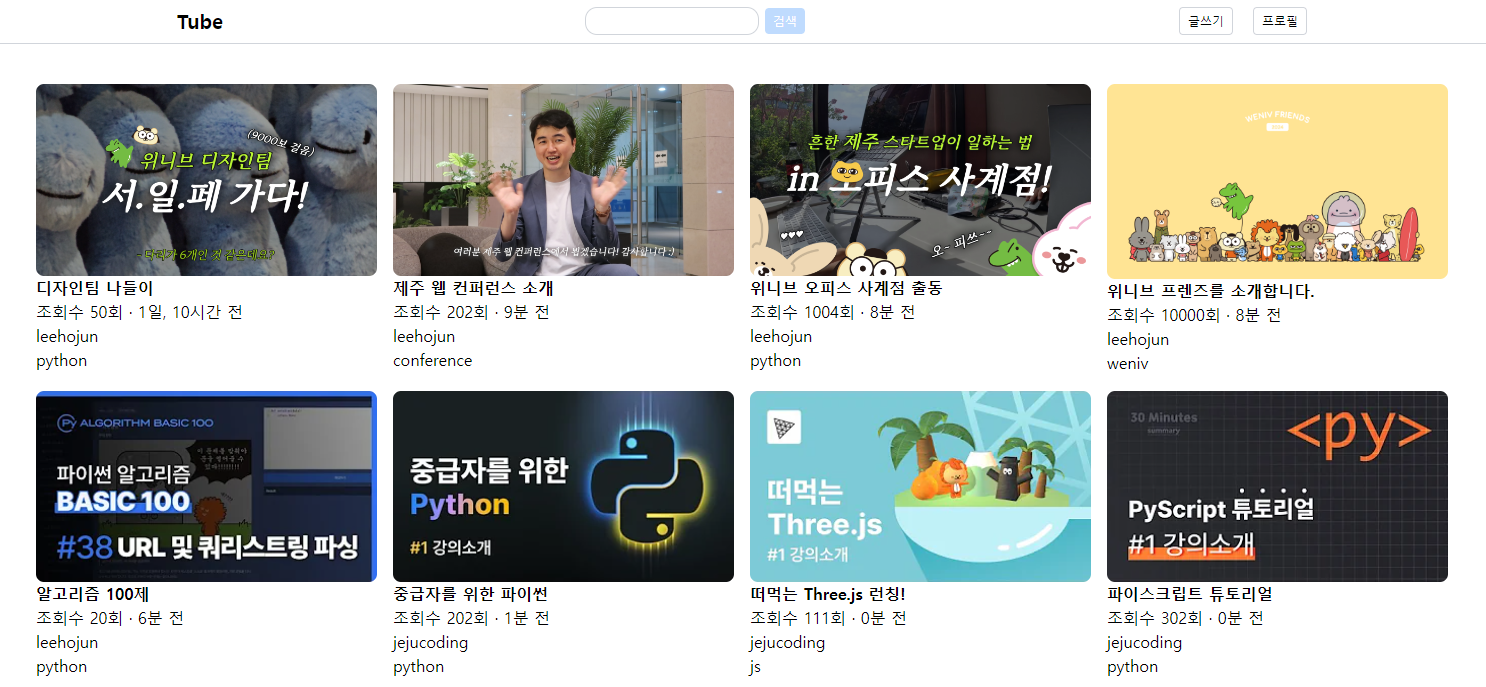 Tube
검색
글쓰기
프로필
(9000보 걸음)
위니브 디자인팀
서.일.페 가다!
- 다리가 6개인 것 같은데요?
디자인팀 나들이
조회수 50회 · 1일, 10시간 전
leehojun
python
여러분 제주 웹 컨퍼런스에서 뵙겠습니다! 감사합니다 :)
제주 웹 컨퍼런스 소개
조회수 202회 · 9분 전
leehojun
conference
흔한 제주 스타트업이 일하는 법
in 오피스 사계점!
오~ 피쓰~~
위니브 오피스 사계점 출동
조회수 1004회 · 8분 전
leehojun
python
WENIV FRIENDS
위니브 프렌즈를 소개합니다.
조회수 10000회 · 8분 전
leehojun
weniv
Py ALGORITHM BASIC 100
파이썬 알고리즘
BASIC 100
#38 URL 및 쿼리스트링 파싱
알고리즘 100제
조회수 20회 · 6분 전
leehojun
python
중급자를 위한
Python
#1 강의소개
중급자를 위한 파이썬
조회수 202회 · 1분 전
jejucoding
python
떠먹는
Three.js
#1 강의소개
떠먹는 Three.js 런칭!
조회수 111회 · 0분 전
jejucoding
js
30 Minutes
summary
<py>
PyScript 튜토리얼
#1 강의소개
파이스크립트 튜토리얼
조회수 302회 · 0분 전
jejucoding
python